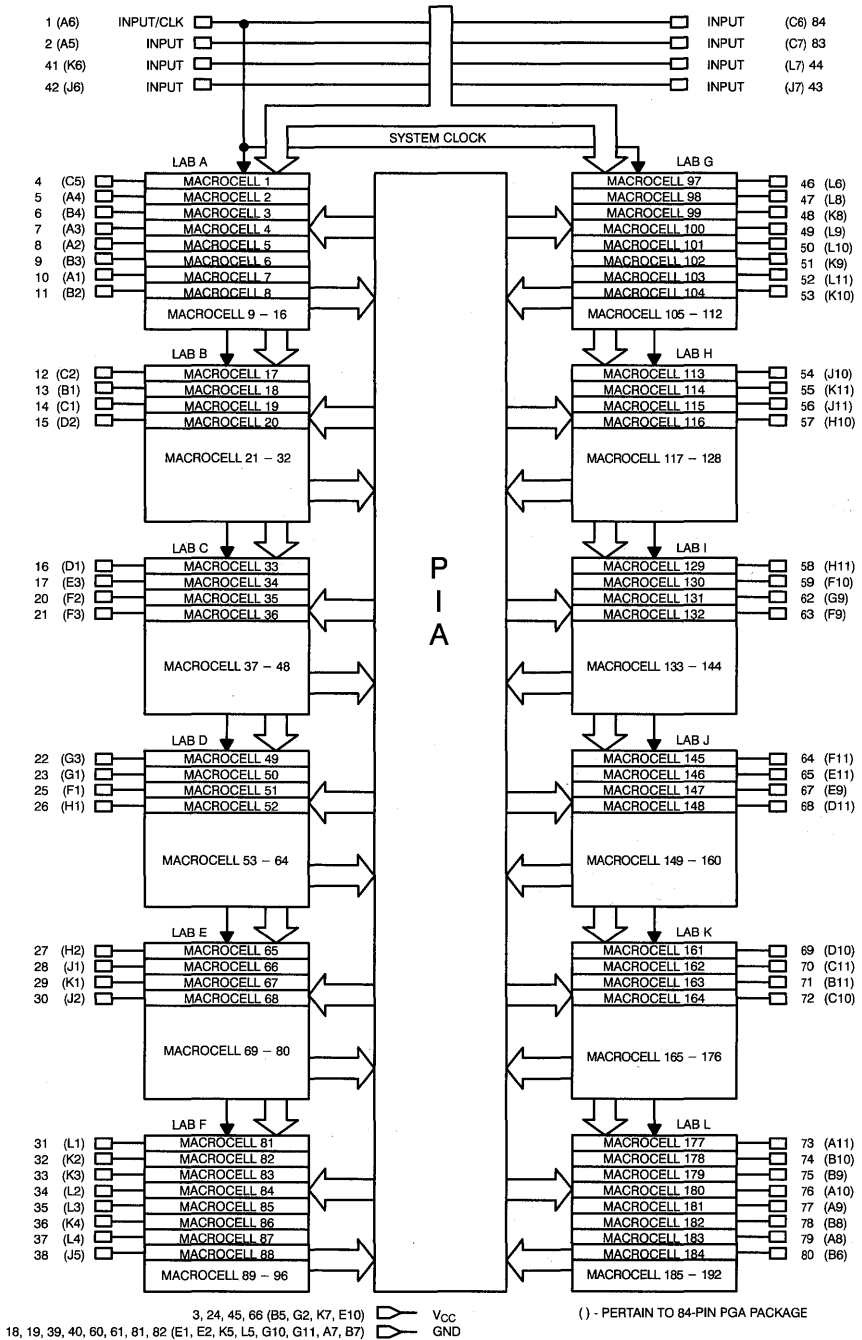 1 (A6) INPUT/CLK INPUT (C6) 84
2 (A5) INPUT INPUT (C7) 83
41 (K6) INPUT INPUT (L7) 44
42 (J6) INPUT INPUT (J7) 43
SYSTEM CLOCK
LAB A LAB G
4 (C5) MACROCELL 1 MACROCELL 97 46 (L6)
5 (A4) MACROCELL 2 MACROCELL 98 47 (L8)
6 (B4) MACROCELL 3 MACROCELL 99 48 (K8)
7 (A3) MACROCELL 4 MACROCELL 100 49 (L9)
8 (A2) MACROCELL 5 MACROCELL 101 50 (L10)
9 (B3) MACROCELL 6 MACROCELL 102 51 (K9)
10 (A1) MACROCELL 7 MACROCELL 103 52 (L11)
11 (B2) MACROCELL 8 MACROCELL 104 53 (K10)
MACROCELL 9 – 16 MACROCELL 105 – 112
LAB B LAB H
12 (C2) MACROCELL 17 MACROCELL 113 54 (J10)
13 (B1) MACROCELL 18 MACROCELL 114 55 (K11)
14 (C1) MACROCELL 19 MACROCELL 115 56 (J11)
15 (D2) MACROCELL 20 MACROCELL 116 57 (H10)
MACROCELL 21 – 32 MACROCELL 117 – 128
LAB C LAB I
16 (D1) MACROCELL 33 MACROCELL 129 58 (H11)
17 (E3) MACROCELL 34 MACROCELL 130 59 (F10)
20 (F2) MACROCELL 35 MACROCELL 131 62 (G9)
21 (F3) MACROCELL 36 MACROCELL 132 63 (F9)
P
I
A
MACROCELL 37 – 48 MACROCELL 133 – 144
LAB D LAB J
22 (G3) MACROCELL 49 MACROCELL 145 64 (F11)
23 (G1) MACROCELL 50 MACROCELL 146 65 (E11)
25 (F1) MACROCELL 51 MACROCELL 147 67 (E9)
26 (H1) MACROCELL 52 MACROCELL 148 68 (D11)
MACROCELL 53 – 64 MACROCELL 149 – 160
LAB E LAB K
27 (H2) MACROCELL 65 MACROCELL 161 69 (D10)
28 (J1) MACROCELL 66 MACROCELL 162 70 (C11)
29 (K1) MACROCELL 67 MACROCELL 163 71 (B11)
30 (J2) MACROCELL 68 MACROCELL 164 72 (C10)
MACROCELL 69 – 80 MACROCELL 165 – 176
LAB F LAB L
31 (L1) MACROCELL 81 MACROCELL 177 73 (A11)
32 (K2) MACROCELL 82 MACROCELL 178 74 (B10)
33 (K3) MACROCELL 83 MACROCELL 179 75 (B9)
34 (L2) MACROCELL 84 MACROCELL 180 76 (A10)
35 (L3) MACROCELL 85 MACROCELL 181 77 (A9)
36 (K4) MACROCELL 86 MACROCELL 182 78 (B8)
37 (L4) MACROCELL 87 MACROCELL 183 79 (A8)
38 (J5) MACROCELL 88 MACROCELL 184 80 (B6)
MACROCELL 89 – 96 MACROCELL 185 – 192
3, 24, 45, 66 (B5, G2, K7, E10) VCC ( ) - PERTAIN TO 84-PIN PGA PACKAGE
18, 19, 39, 40, 60, 61, 81, 82 (E1, E2, K5, L5, G10, G11, A7, B7) GND